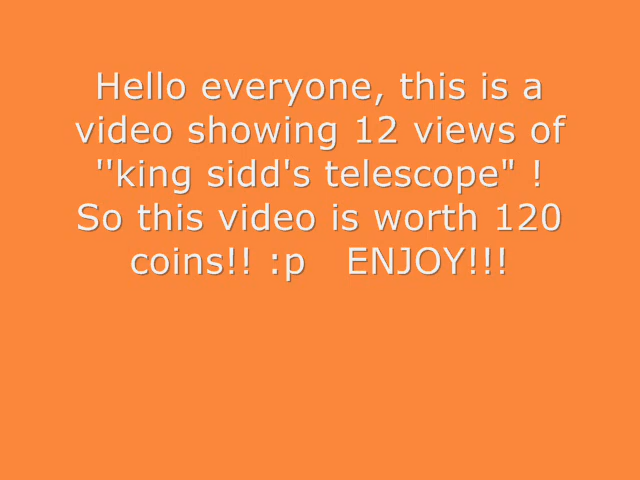 Hello everyone, this is a
video showing 12 views of
''king sidd's telescope" !
So this video is worth 120
coins!! :p   ENJOY!!!